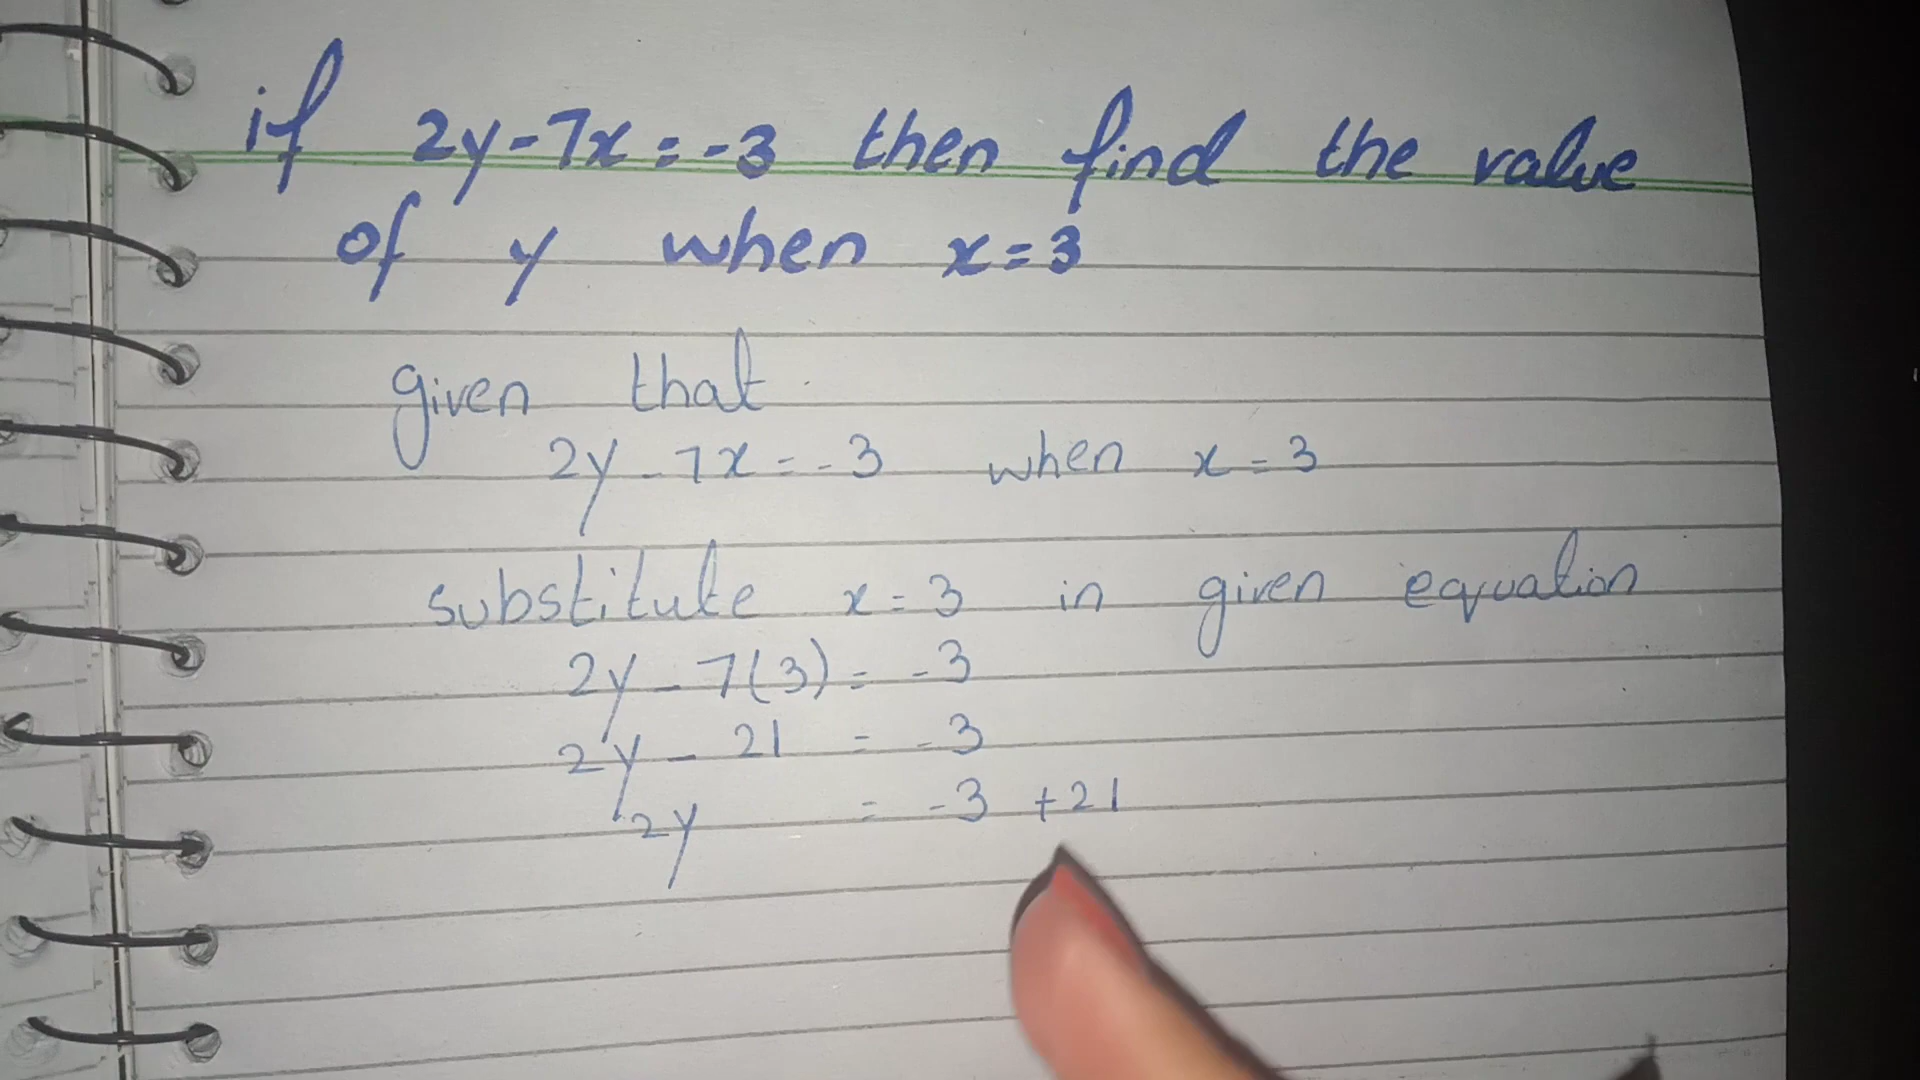 if 2y-7x=-3 then find the value
of y when x=3
given that
2y-7x=-3 when x=3
substitute x=3 in given equation
2y-7(3)=-3
2y-21=-3
2y=-3+21